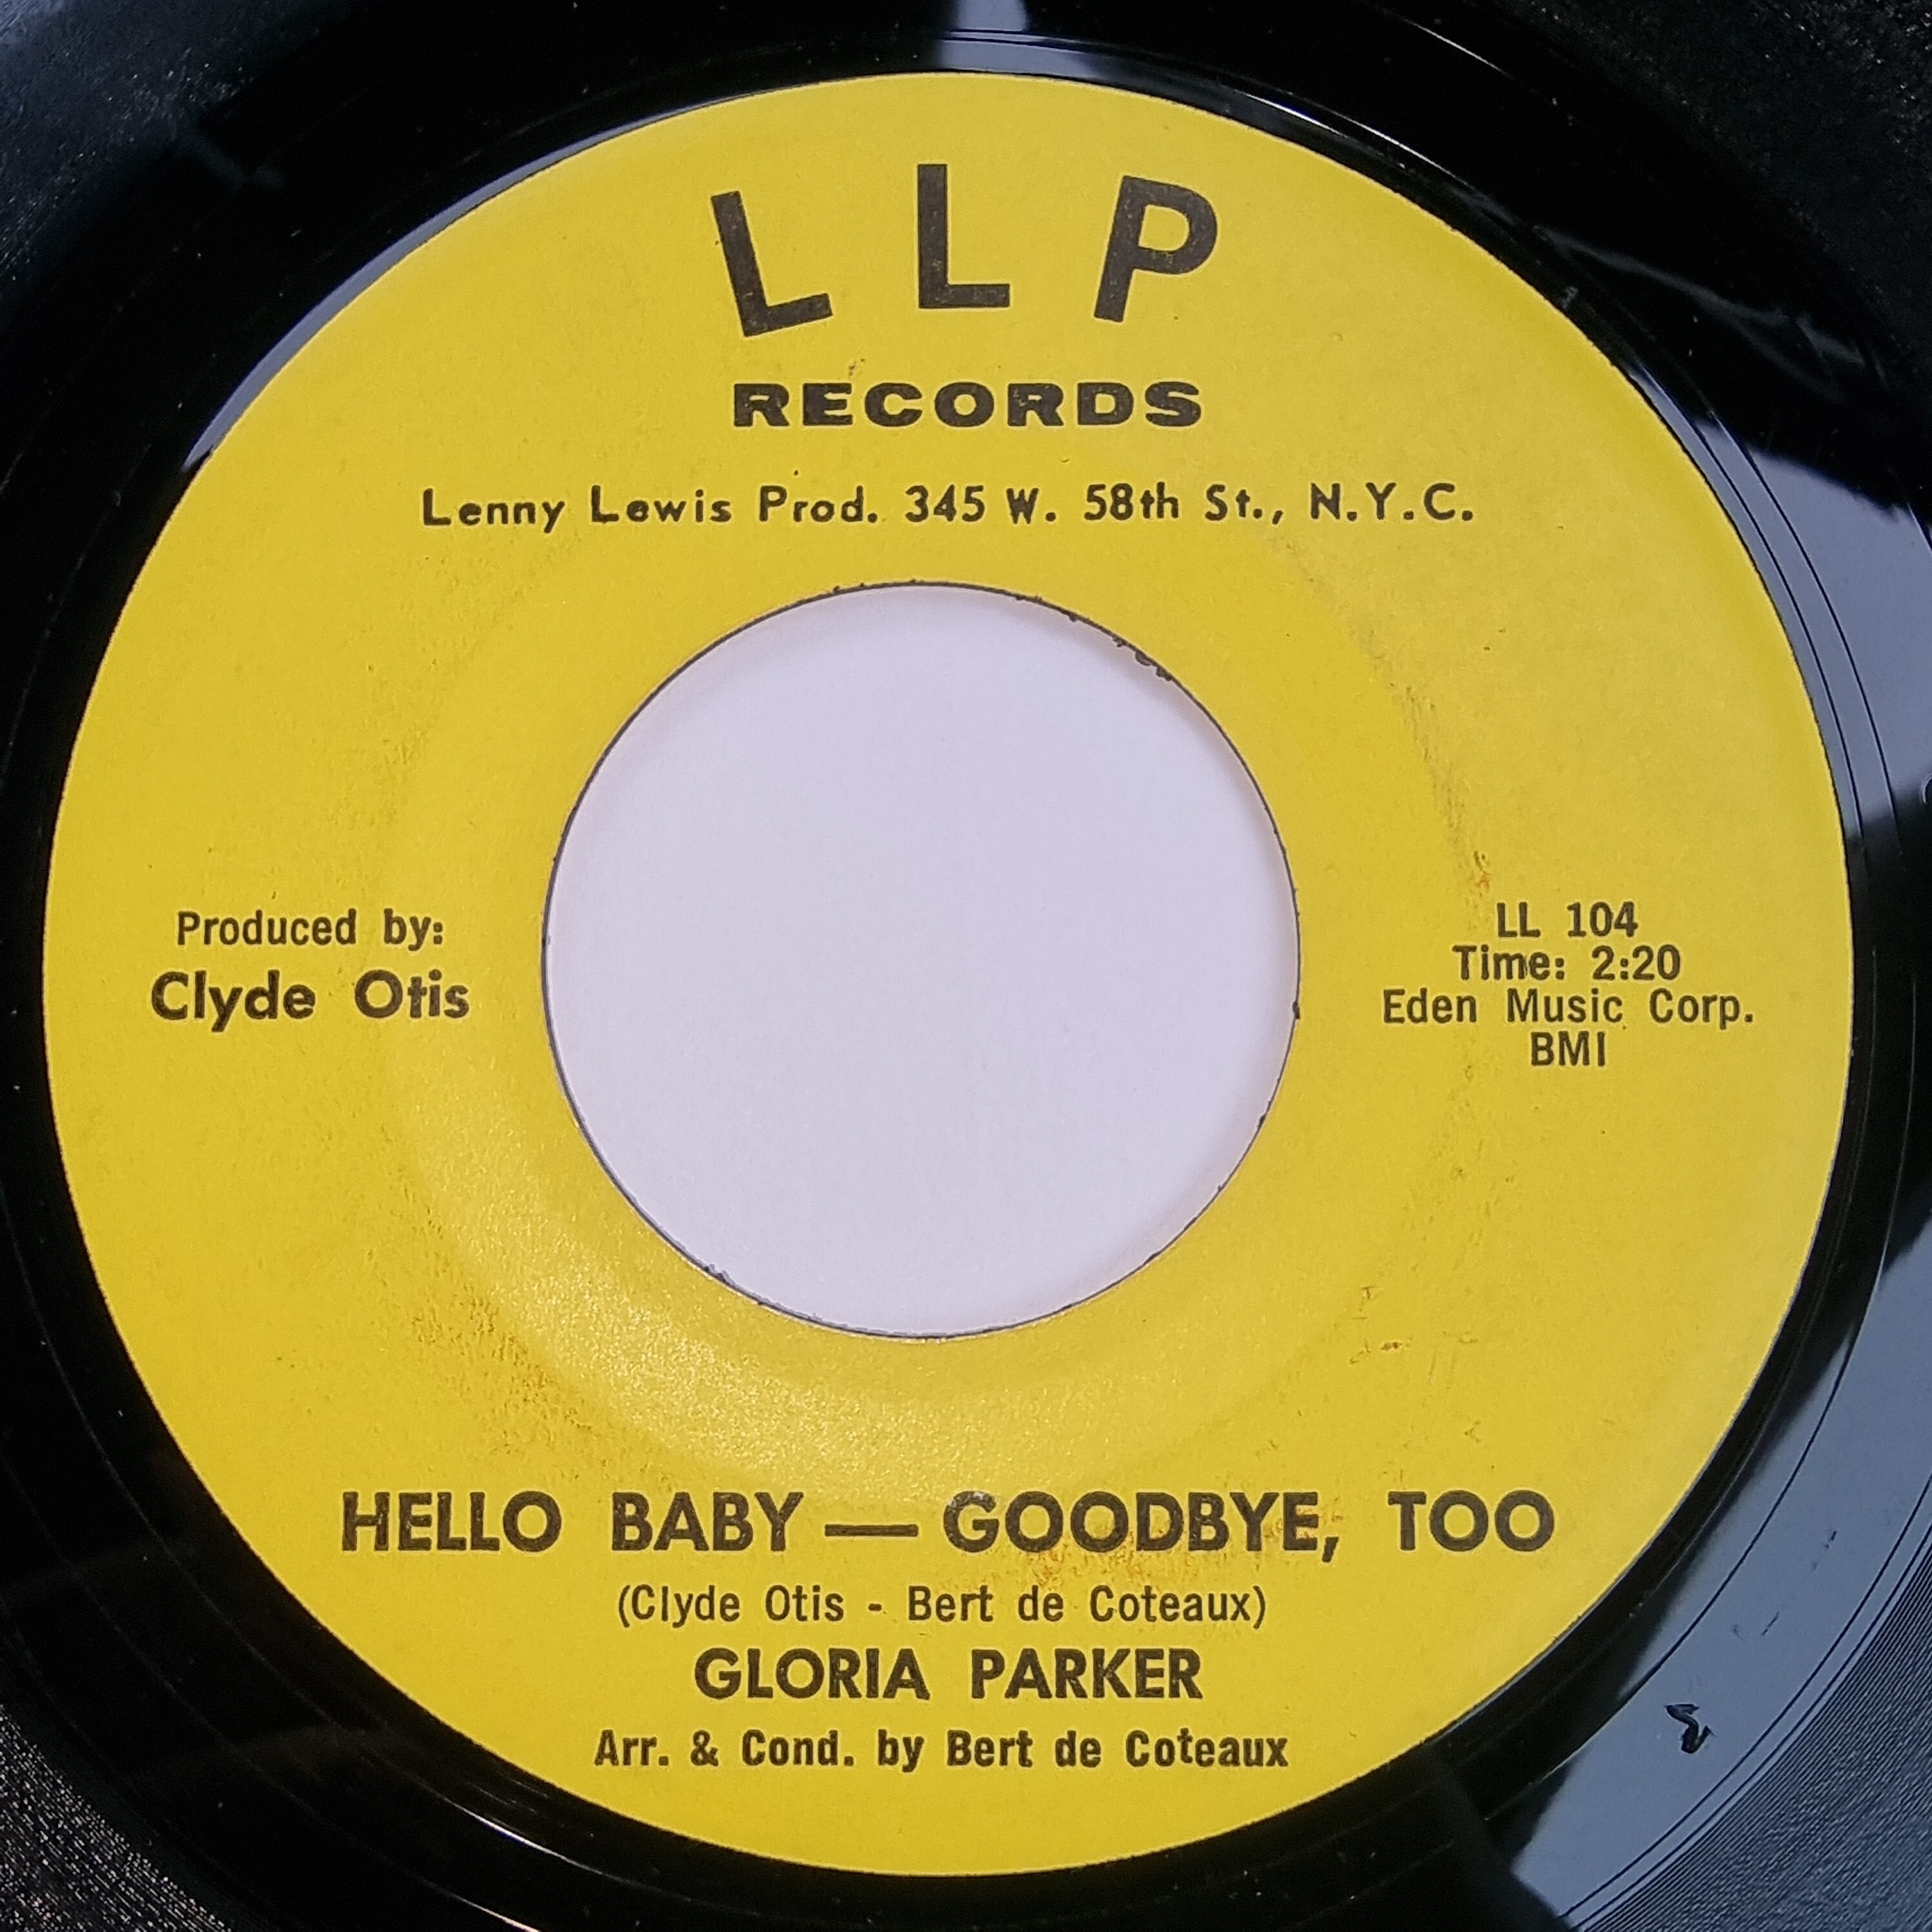 L L P
RECORDS
Lenny Lewis Prod. 345 W. 58th St., N.Y.C.
Produced by:
Clyde Otis
LL 104
Time: 2:20
Eden Music Corp.
BMI
HELLO BABY — GOODBYE, TOO
(Clyde Otis - Bert de Coteaux)
GLORIA PARKER
Arr. & Cond. by Bert de Coteaux